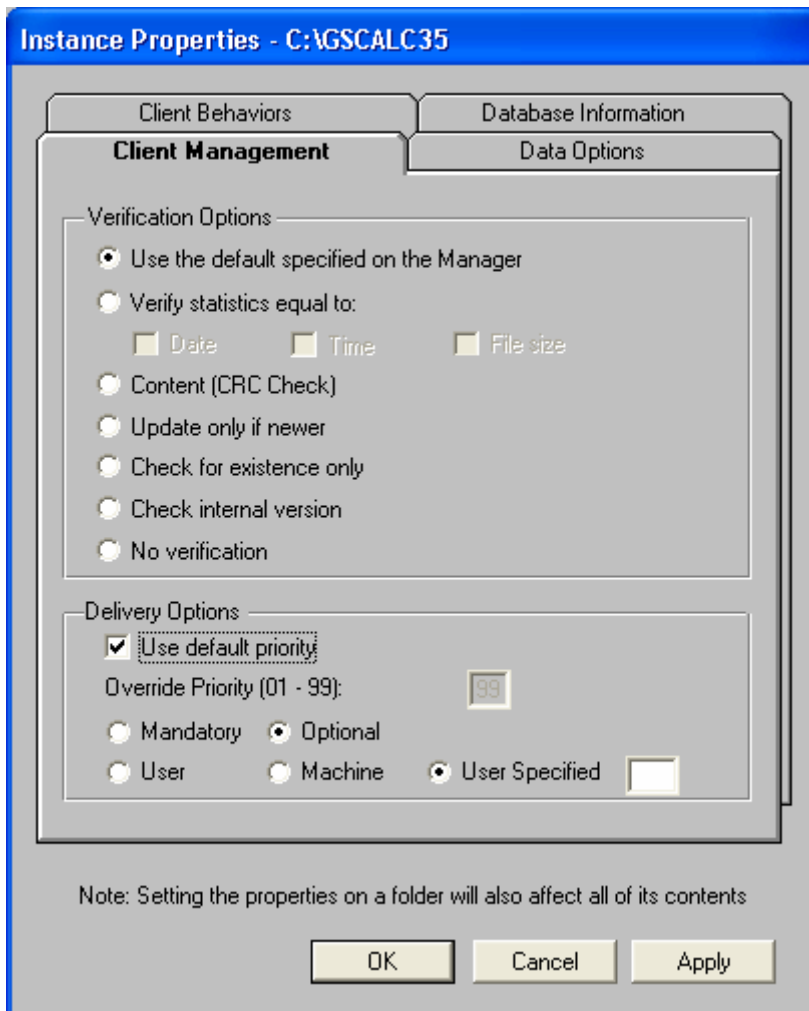 Instance Properties - C:\GSCALC35
Client Behaviors
Database Information
Client Management
Data Options
Verification Options
Use the default specified on the Manager
Verify statistics equal to:
Date Time File size
Content (CRC Check)
Update only if newer
Check for existence only
Check internal version
No verification
Delivery Options
Use default priority
Override Priority (01 - 99): 99
Mandatory Optional
User Machine User Specified
Note: Setting the properties on a folder will also affect all of its contents
OK Cancel Apply